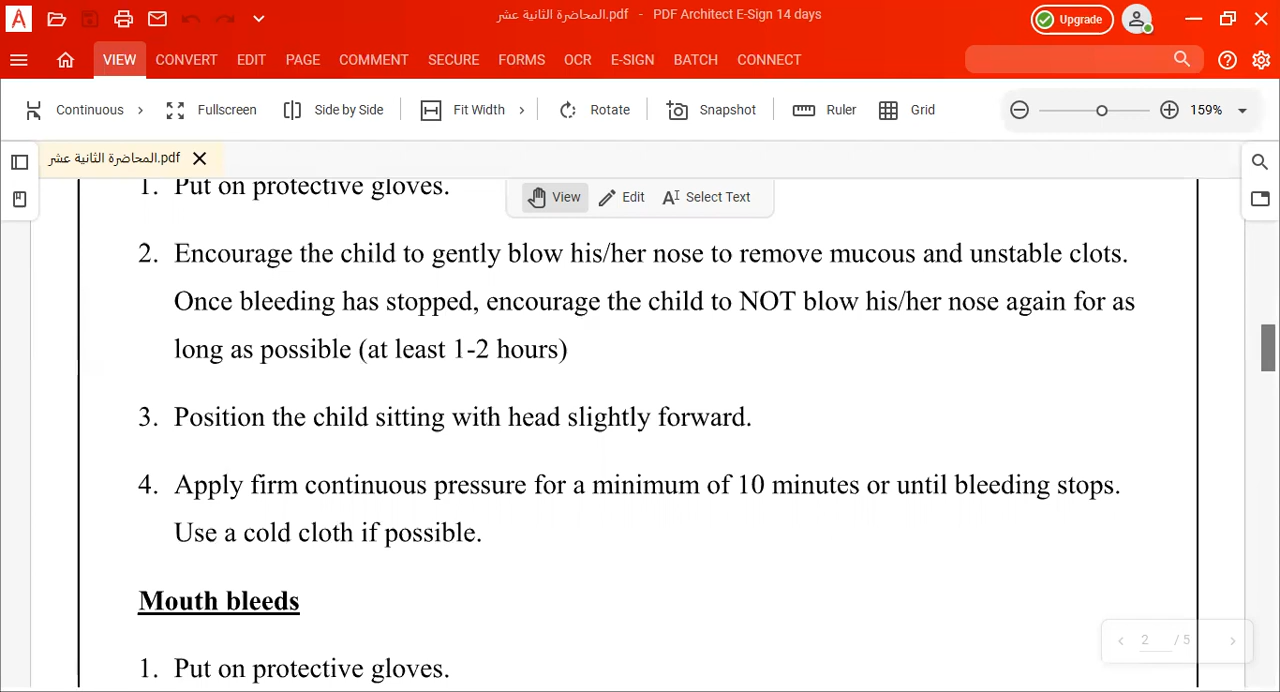 المحاضرة الثانية عشر.pdf - PDF Architect E-Sign 14 days
Upgrade
VIEW CONVERT EDIT PAGE COMMENT SECURE FORMS OCR E-SIGN BATCH CONNECT
Continuous Fullscreen Side by Side Fit Width Rotate Snapshot Ruler Grid 159%
المحاضرة الثانية عشر.pdf
View Edit Select Text
1. Put on protective gloves.
2. Encourage the child to gently blow his/her nose to remove mucous and unstable clots.
Once bleeding has stopped, encourage the child to NOT blow his/her nose again for as
long as possible (at least 1-2 hours)
3. Position the child sitting with head slightly forward.
4. Apply firm continuous pressure for a minimum of 10 minutes or until bleeding stops.
Use a cold cloth if possible.
Mouth bleeds
2 / 5
1. Put on protective gloves.